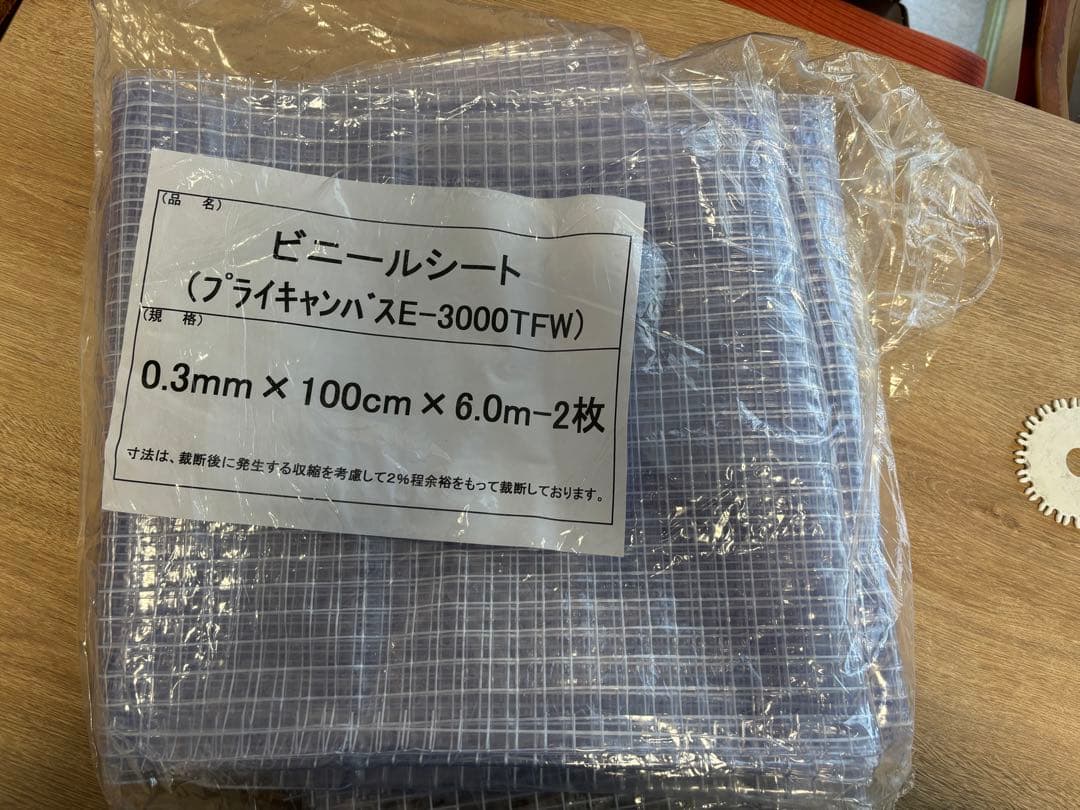 (品 名)
ビニールシート
(プライキャンバスE-3000TFW)
(規 格)
0.3mm×100cm×6.0m-2枚
寸法は、裁断後に発生する収縮を考慮して2%程余裕をもって裁断しております。